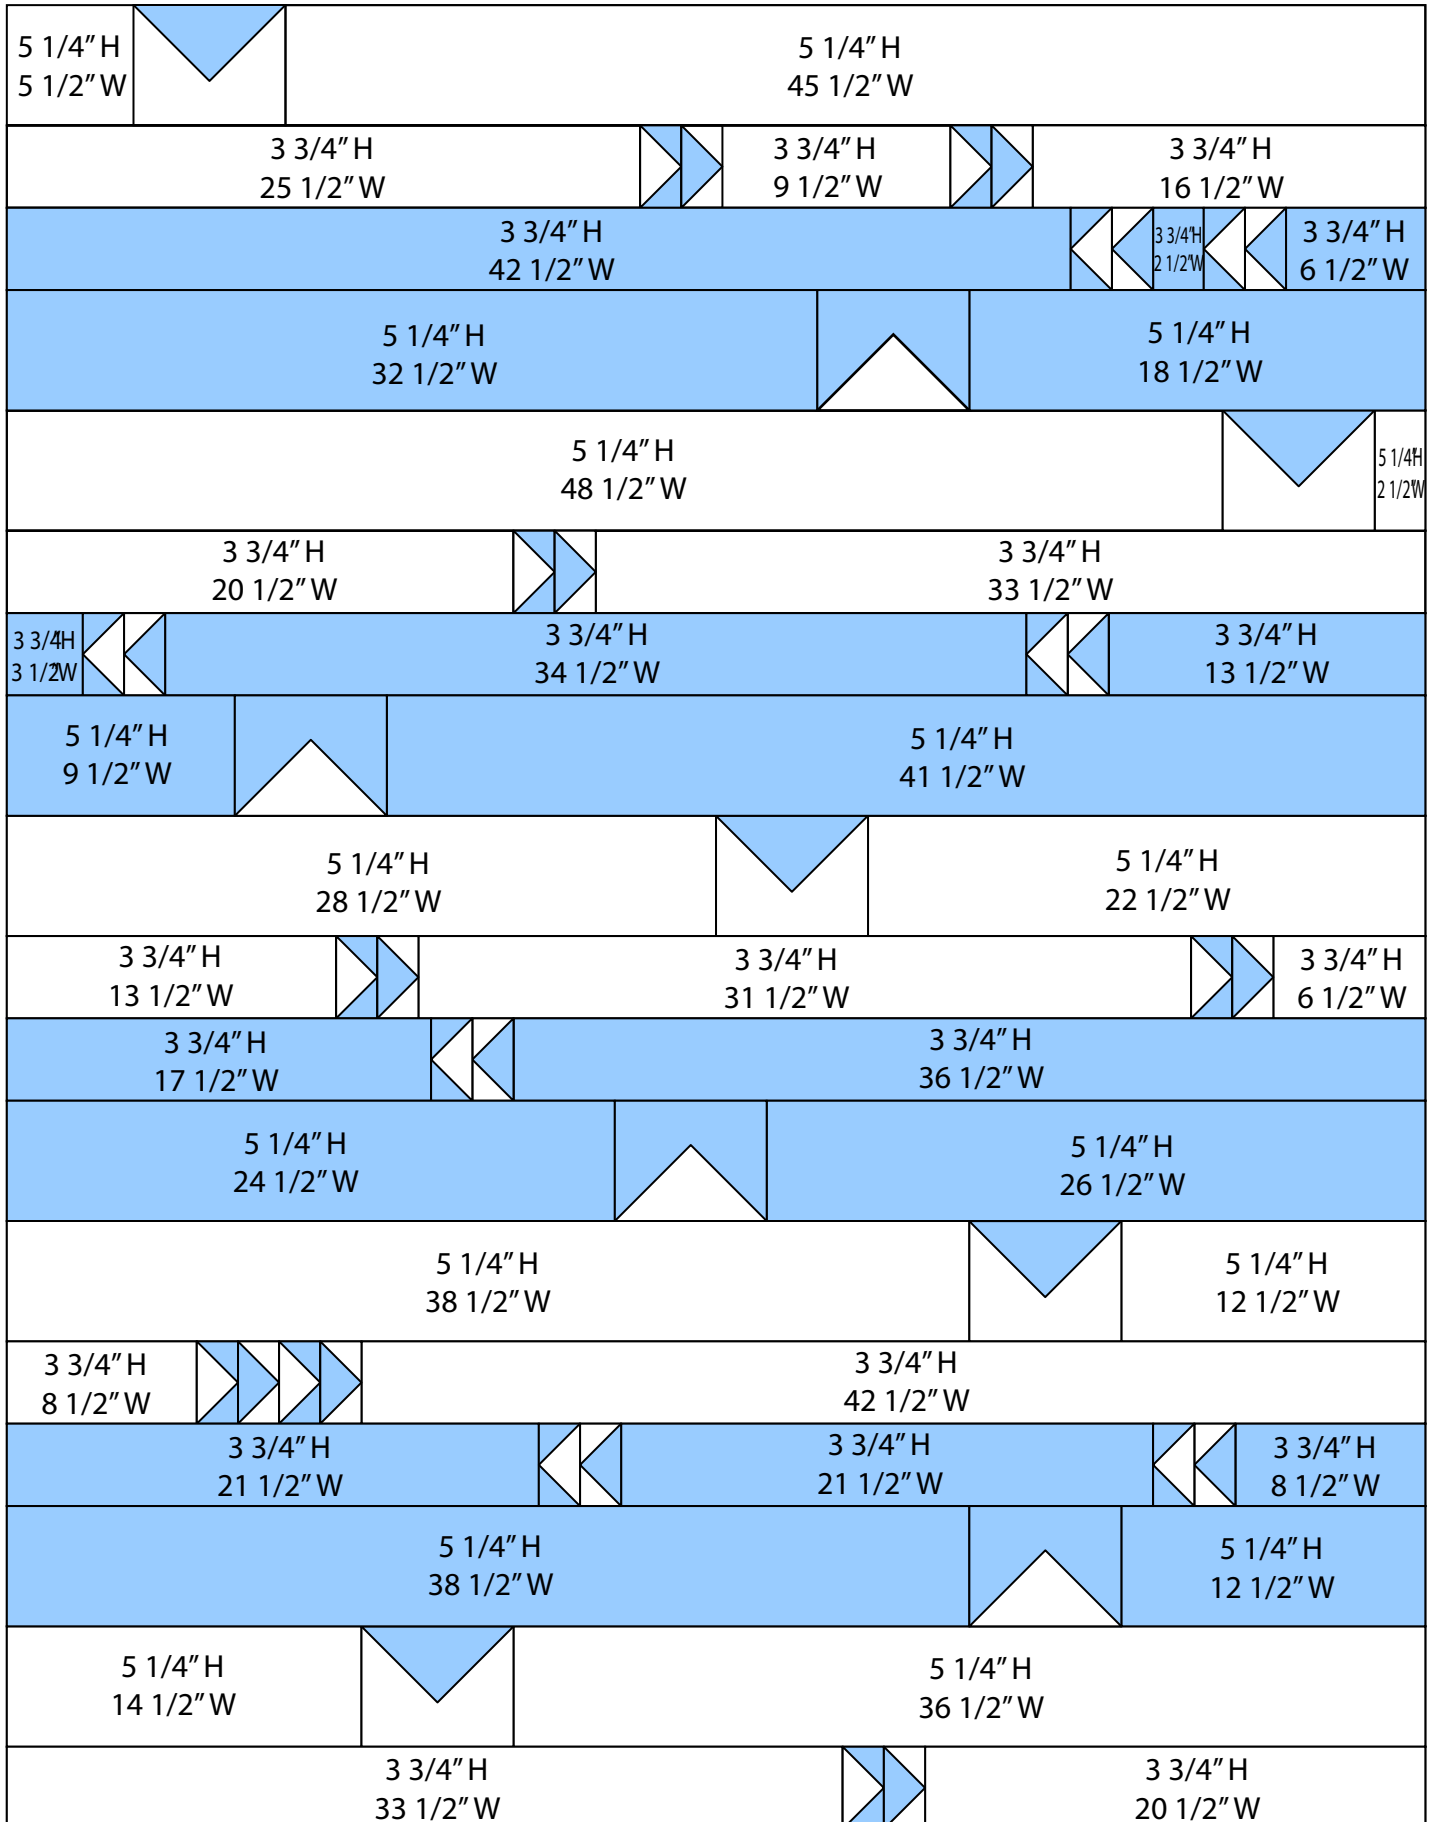 5 1/4" H
5 1/2" W
5 1/4" H
45 1/2" W
3 3/4" H
25 1/2" W
3 3/4" H
9 1/2" W
3 3/4" H
16 1/2" W
3 3/4" H
42 1/2" W
3 3/4" H
2 1/2" W
3 3/4" H
6 1/2" W
5 1/4" H
32 1/2" W
5 1/4" H
18 1/2" W
5 1/4" H
48 1/2" W
5 1/4" H
2 1/2" W
3 3/4" H
20 1/2" W
3 3/4" H
33 1/2" W
3 3/4" H
3 1/2" W
3 3/4" H
34 1/2" W
3 3/4" H
13 1/2" W
5 1/4" H
9 1/2" W
5 1/4" H
41 1/2" W
5 1/4" H
28 1/2" W
5 1/4" H
22 1/2" W
3 3/4" H
13 1/2" W
3 3/4" H
31 1/2" W
3 3/4" H
6 1/2" W
3 3/4" H
17 1/2" W
3 3/4" H
36 1/2" W
5 1/4" H
24 1/2" W
5 1/4" H
26 1/2" W
5 1/4" H
38 1/2" W
5 1/4" H
12 1/2" W
3 3/4" H
8 1/2" W
3 3/4" H
42 1/2" W
3 3/4" H
21 1/2" W
3 3/4" H
21 1/2" W
3 3/4" H
8 1/2" W
5 1/4" H
38 1/2" W
5 1/4" H
12 1/2" W
5 1/4" H
14 1/2" W
5 1/4" H
36 1/2" W
3 3/4" H
33 1/2" W
3 3/4" H
20 1/2" W